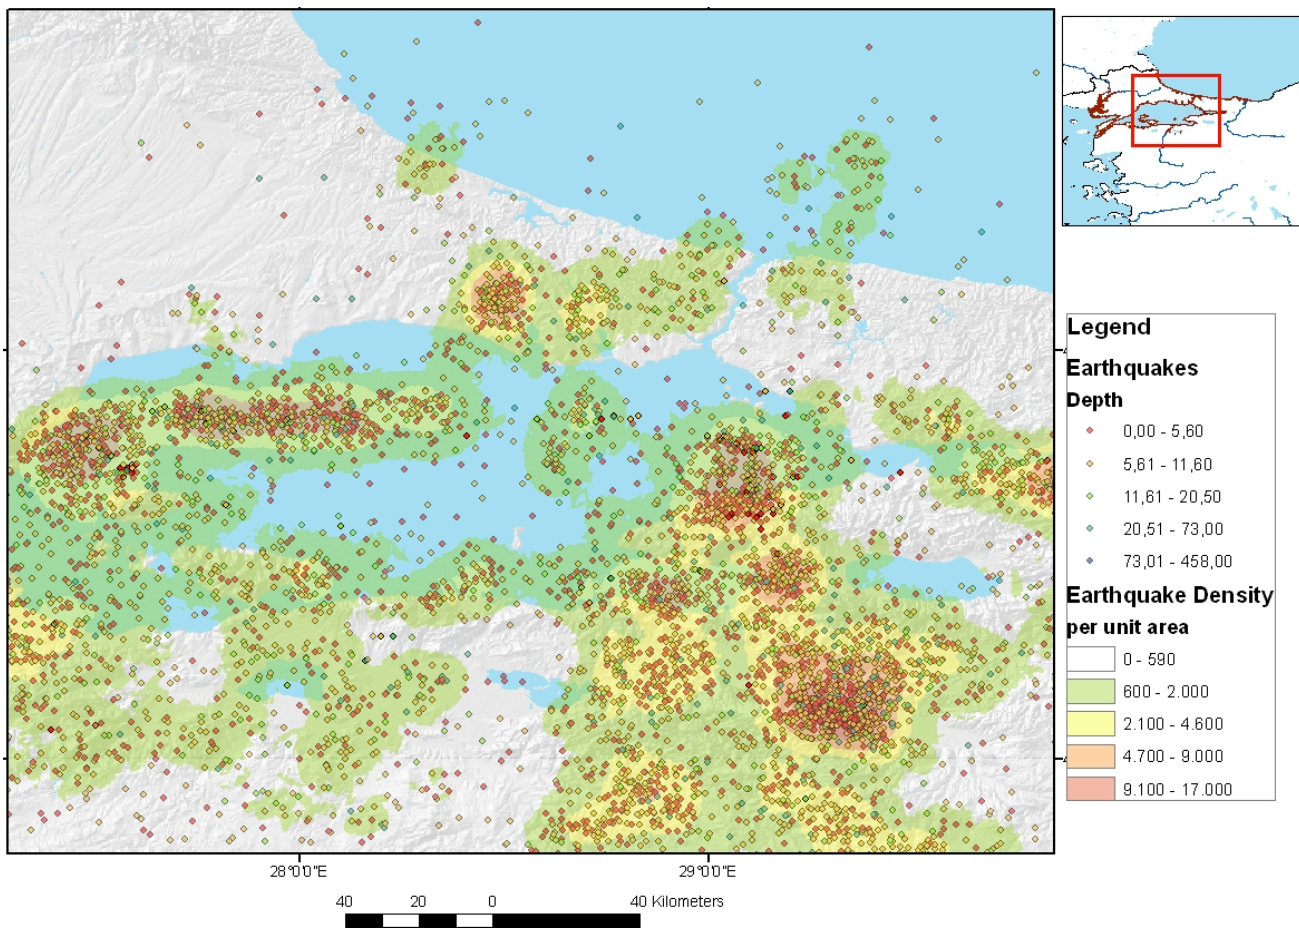 Legend
Earthquakes
Depth
0,00 - 5,60
5,61 - 11,60
11,61 - 20,50
20,51 - 73,00
73,01 - 458,00
Earthquake Density
per unit area
0 - 590
600 - 2.000
2.100 - 4.600
4.700 - 9.000
9.100 - 17.000
28°0'0"E
29°0'0"E
40 20 0 40 Kilometers